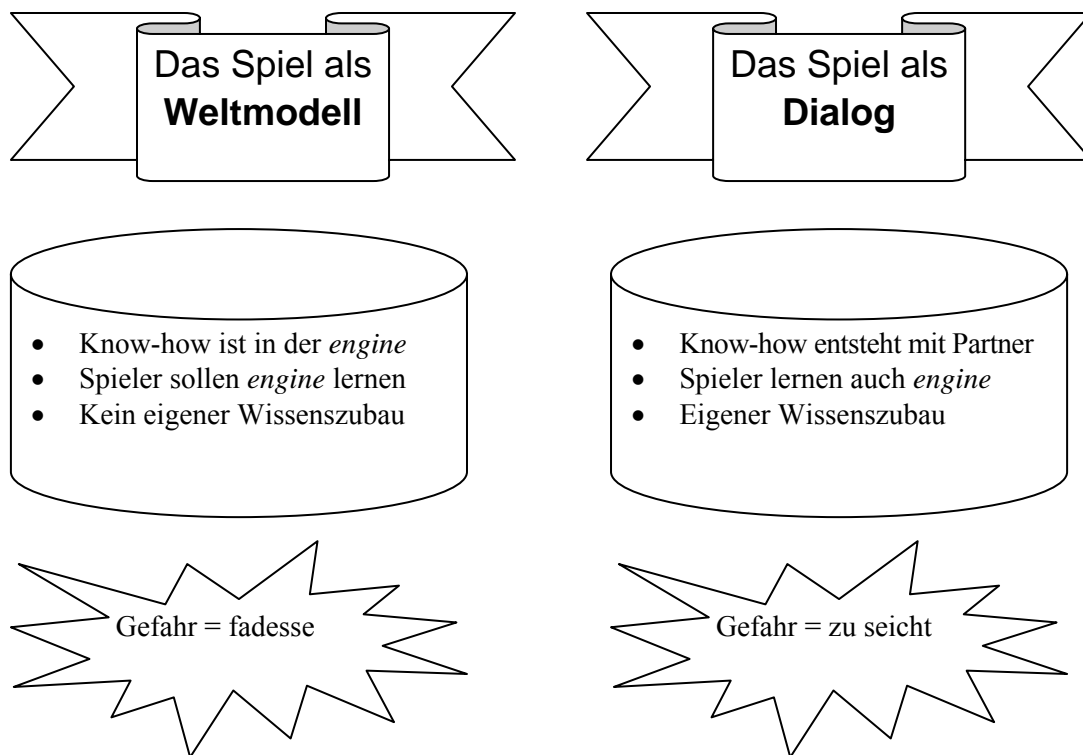 Das Spiel als
Weltmodell
• Know-how ist in der engine
• Spieler sollen engine lernen
• Kein eigener Wissenszubau
Gefahr = fadesse
Das Spiel als
Dialog
• Know-how entsteht mit Partner
• Spieler lernen auch engine
• Eigener Wissenszubau
Gefahr = zu seicht